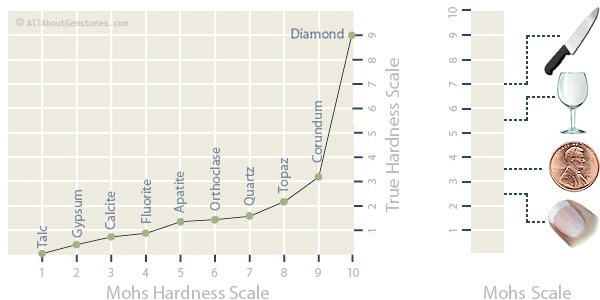 © AllAboutGemstones.com
Diamond
Corundum
Topaz
Quartz
Orthoclase
Apatite
Fluorite
Calcite
Gypsum
Talc
9
8
7
6
5
4
3
2
1
True Hardness Scale
1 2 3 4 5 6 7 8 9 10
Mohs Hardness Scale
10
9
8
7
6
5
4
3
2
1
Mohs Scale